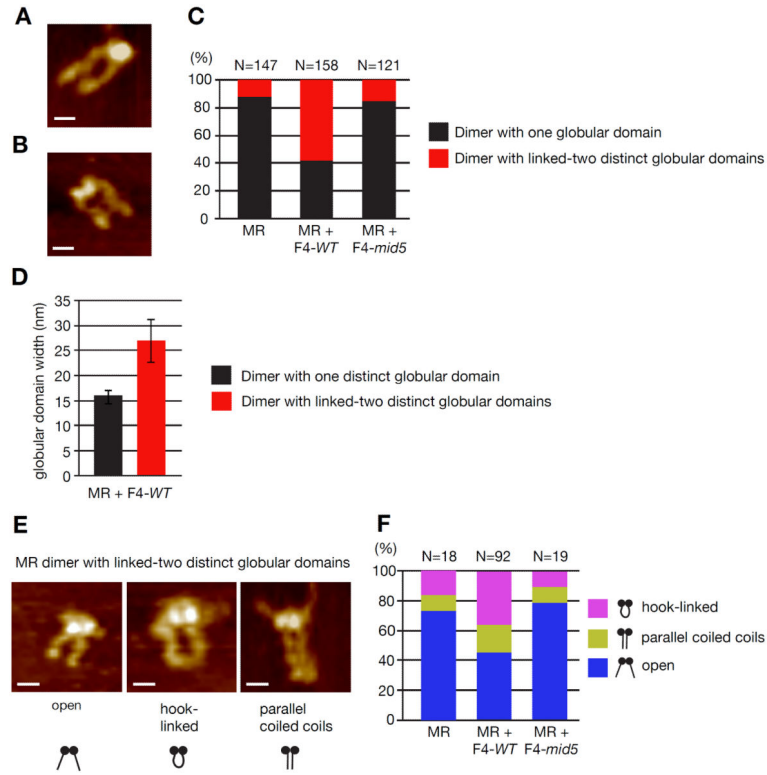 A
B
C
(%)
N=147 N=158 N=121
100
80
60
40
20
0
MR
MR +
F4-WT
MR +
F4-mid5
Dimer with one globular domain
Dimer with linked-two distinct globular domains
D
globular domain width (nm)
35
30
25
20
15
10
5
0
MR + F4-WT
Dimer with one distinct globular domain
Dimer with linked-two distinct globular domains
E
MR dimer with linked-two distinct globular domains
open
hook-
linked
parallel
coiled coils
F
(%)
N=18 N=92 N=19
100
80
60
40
20
0
MR
MR +
F4-WT
MR +
F4-mid5
hook-linked
parallel coiled coils
open